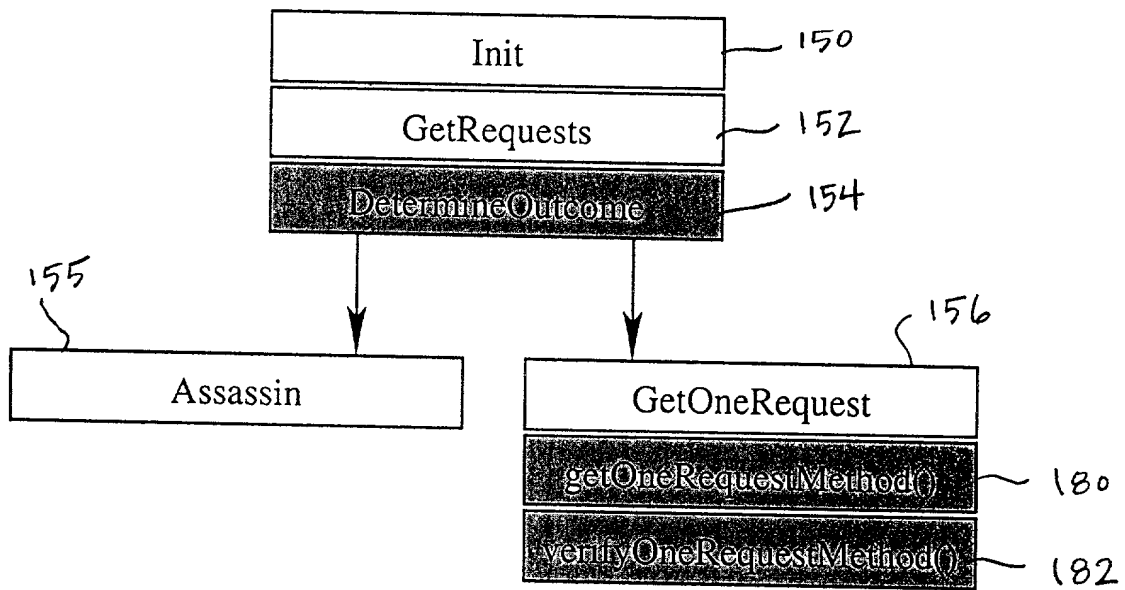 Init 150
GetRequests 152
DetermineOutcome 154
155 156
Assassin GetOneRequest
getOneRequestMethod() 180
verifyOneRequestMethod() 182